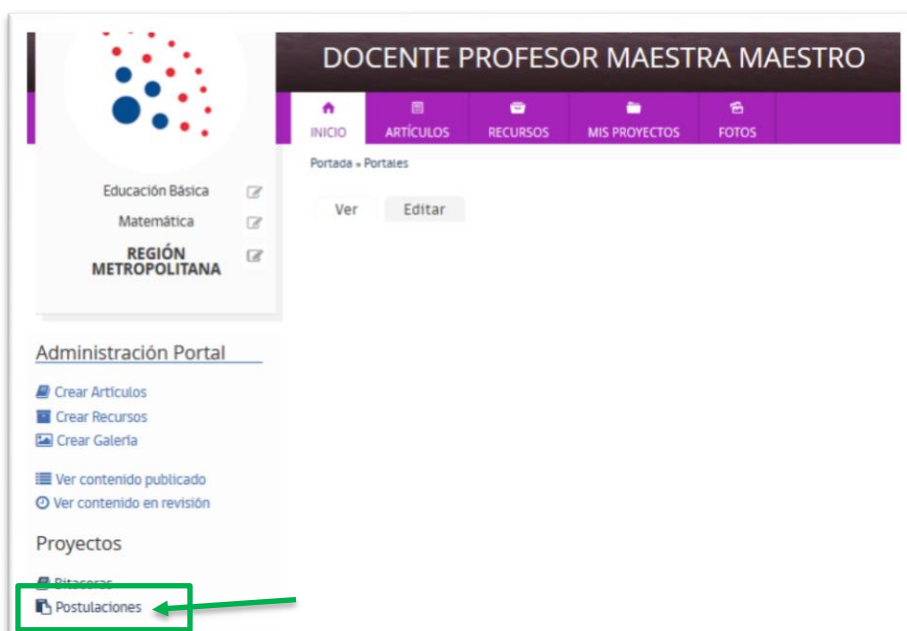 DOCENTE PROFESOR MAESTRA MAESTRO
INICIO
ARTÍCULOS
RECURSOS
MIS PROYECTOS
FOTOS
Portada » Portales
Ver
Editar
Educación Básica
Matemática
REGIÓN
METROPOLITANA
Administración Portal
Crear Artículos
Crear Recursos
Crear Galería
Ver contenido publicado
Ver contenido en revisión
Proyectos
Bitacoras
Postulaciones